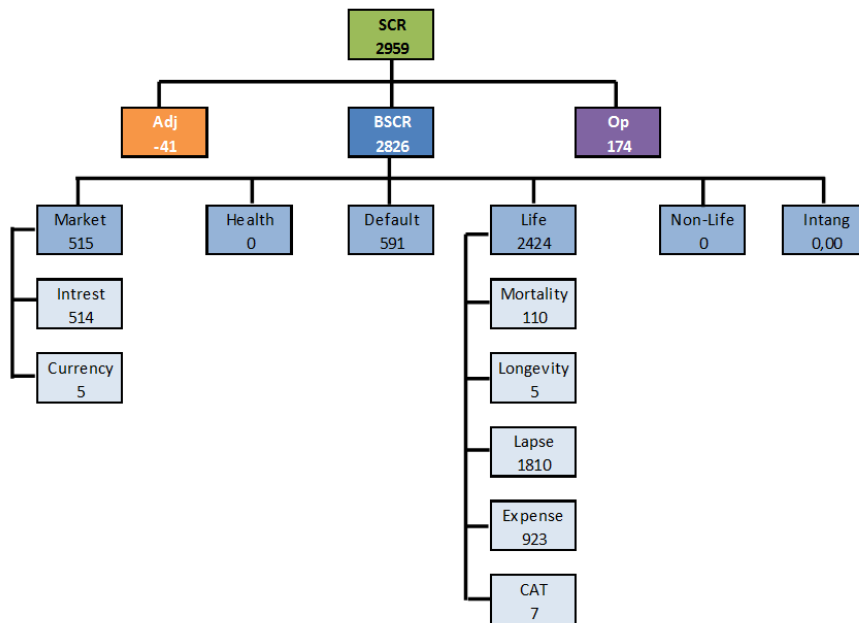 SCR
2959
Adj
-41
BSCR
2826
Op
174
Market
515
Health
0
Default
591
Life
2424
Non-Life
0
Intang
0,00
Intrest
514
Mortality
110
Currency
5
Longevity
5
Lapse
1810
Expense
923
CAT
7